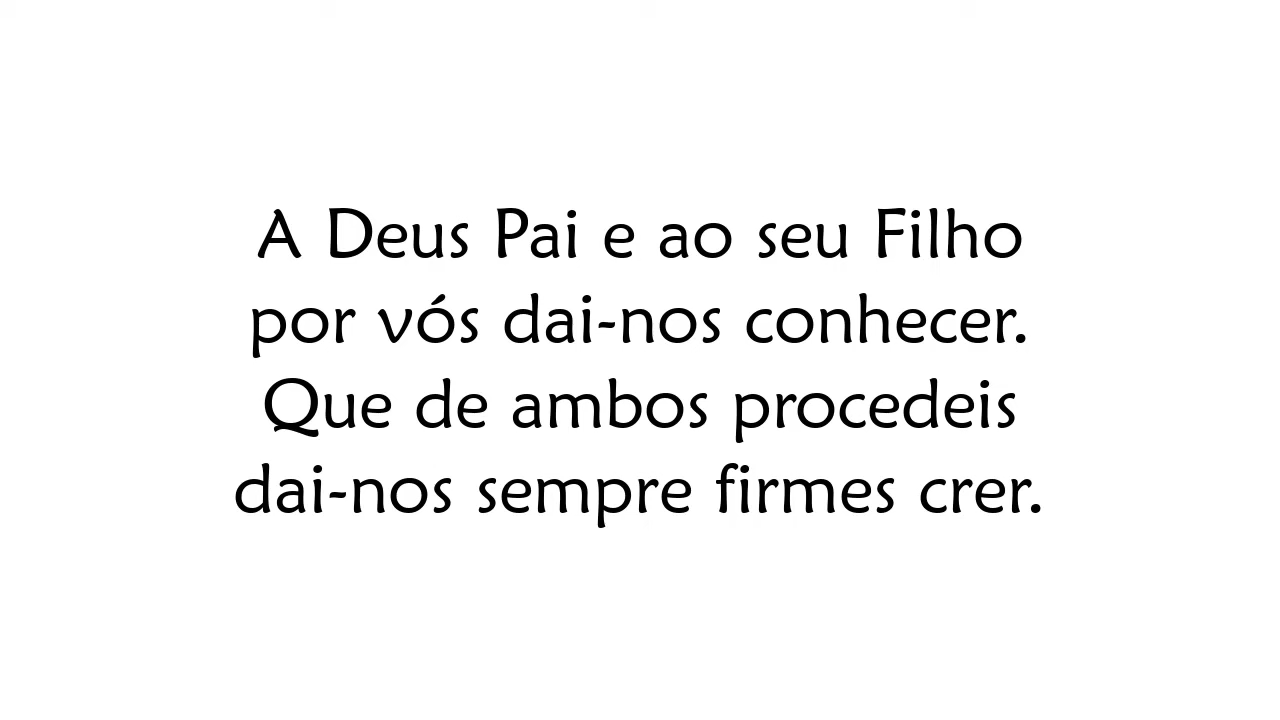 A Deus Pai e ao seu Filho
por vós dai-nos conhecer.
Que de ambos procedeis
dai-nos sempre firmes crer.